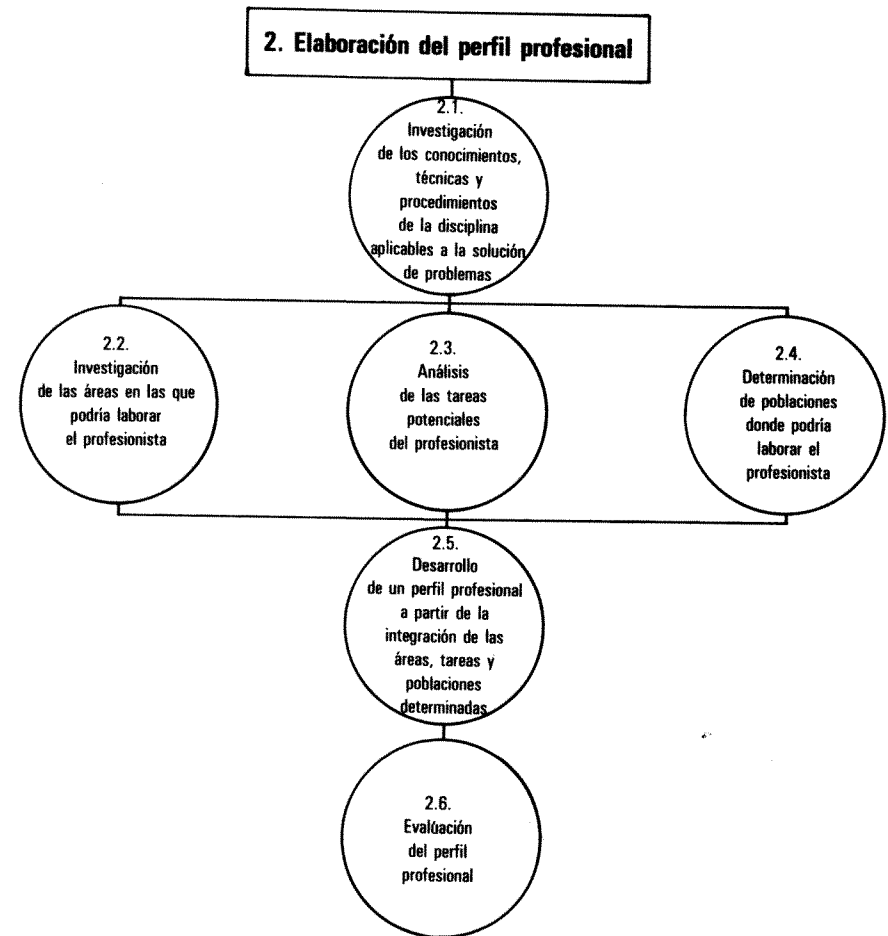 2. Elaboración del perfil profesional
2.1.
Investigación
de los conocimientos,
técnicas y
procedimientos
de la disciplina
aplicables a la solución
de problemas
2.2.
Investigación
de las áreas en las que
podría laborar
el profesionista
2.3.
Análisis
de las tareas
potenciales
del profesionista
2.4.
Determinación
de poblaciones
donde podría
laborar el
profesionista
2.5.
Desarrollo
de un perfil profesional
a partir de la
integración de las
áreas, tareas y
poblaciones
determinadas
2.6.
Evalúación
del perfil
profesional